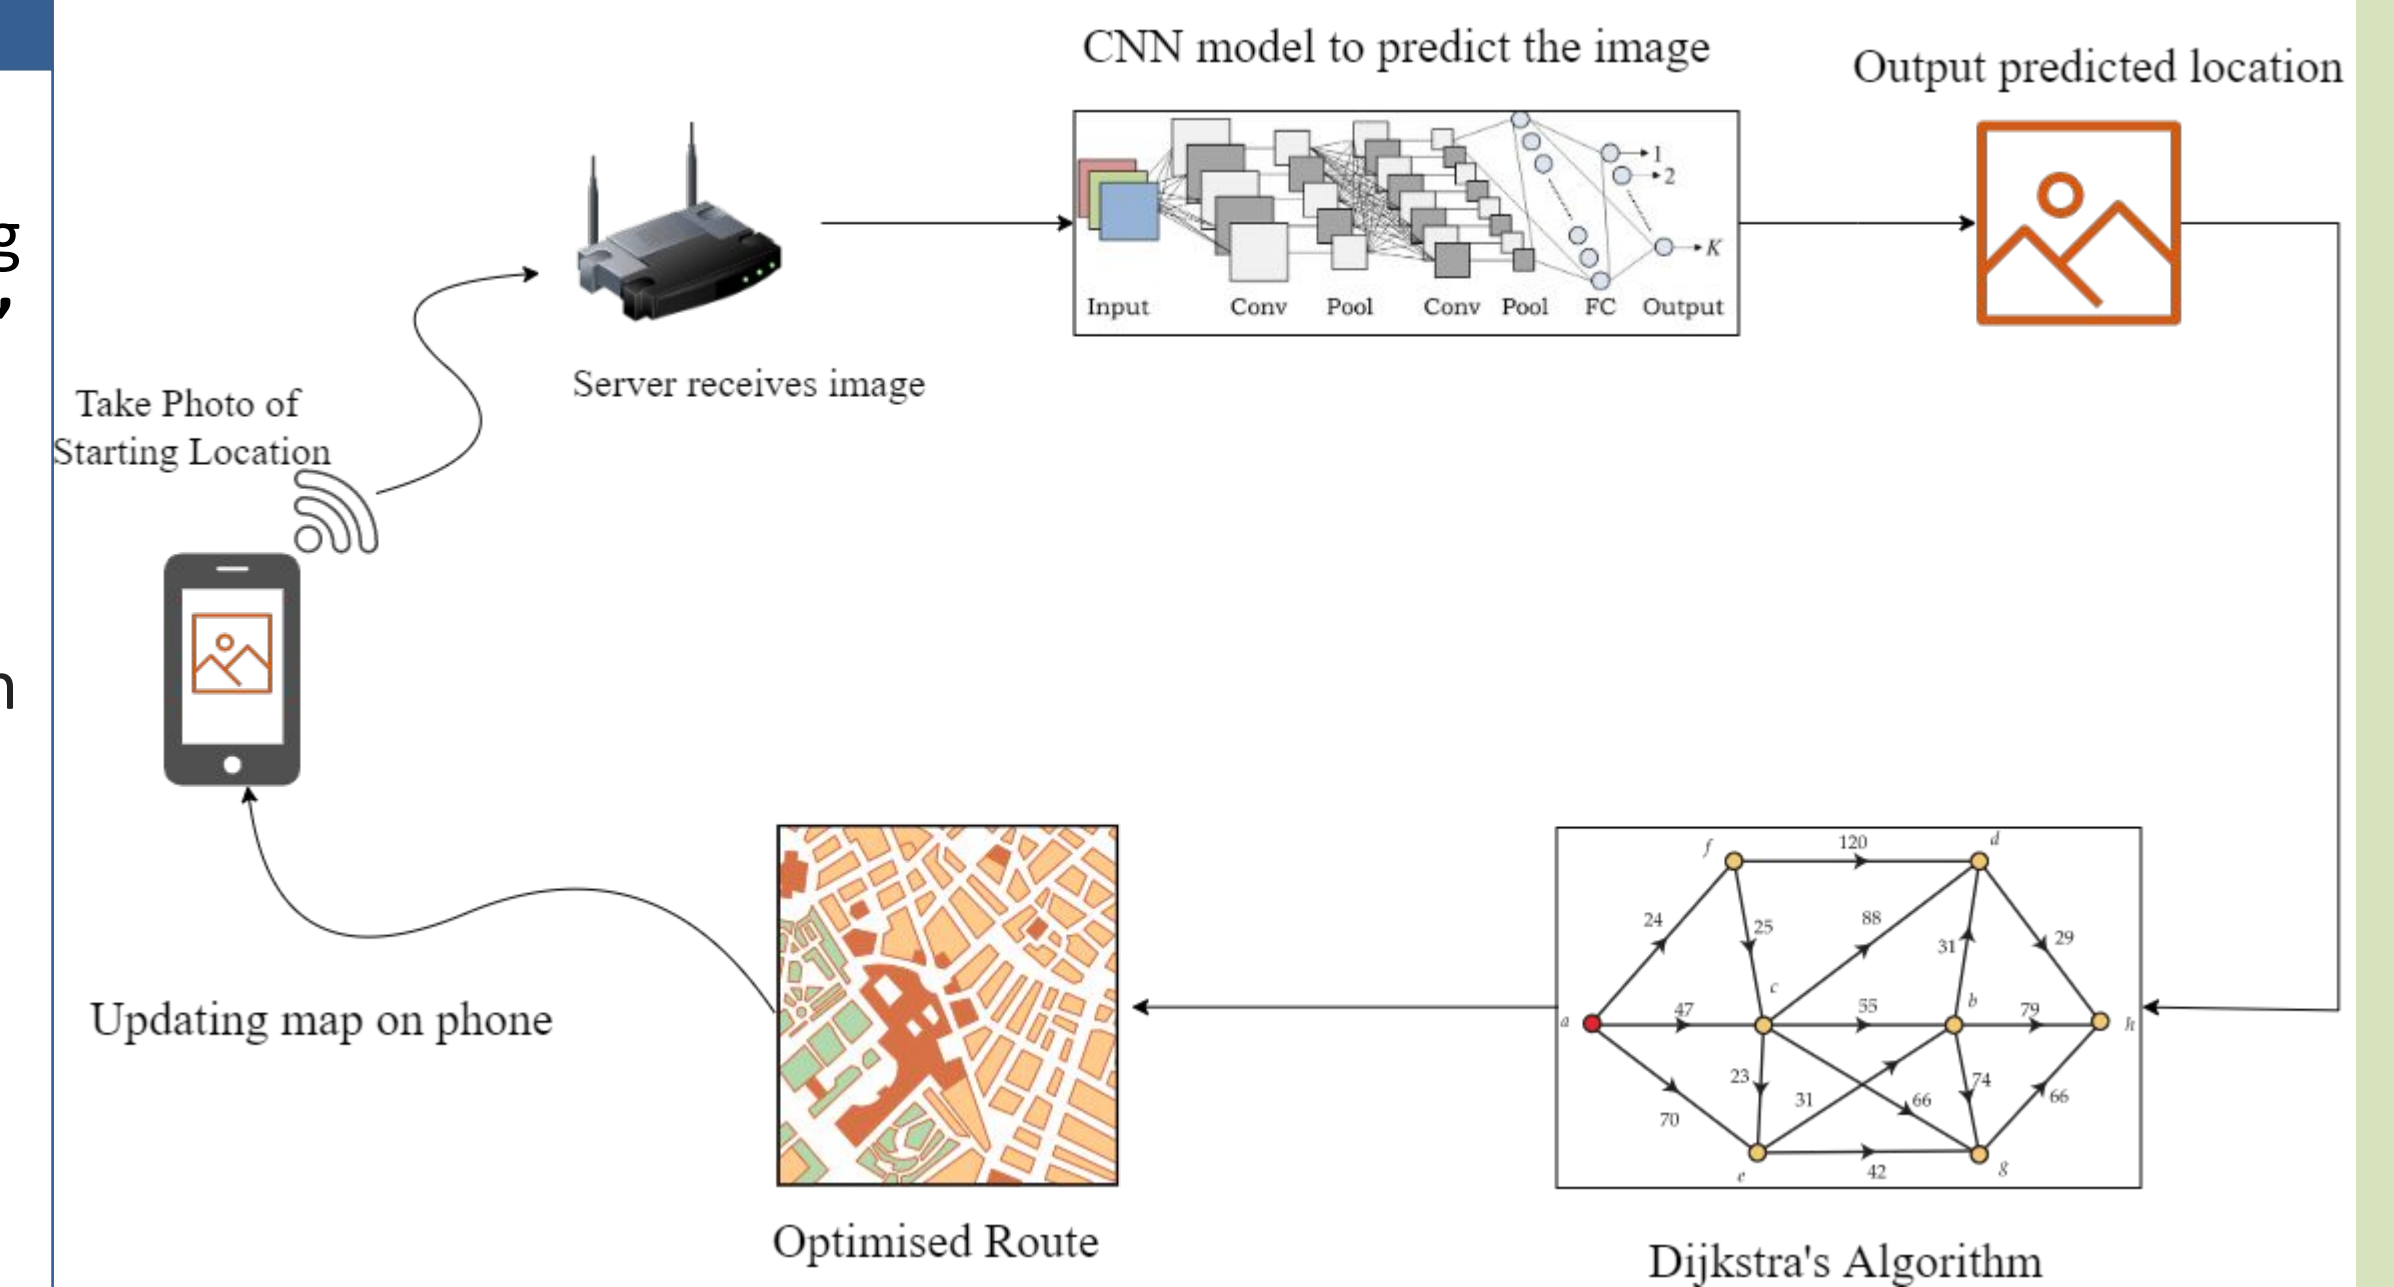 CNN model to predict the image
Output predicted location
1
2
K
Input Conv Pool Conv Pool FC Output
g
,
Server receives image
Take Photo of
Starting Location
n
f
120
d
24
25
88
31
29
c
b
a
47
55
79
h
23
31
66
74
66
70
e
42
g
Updating map on phone
Optimised Route
Dijkstra's Algorithm